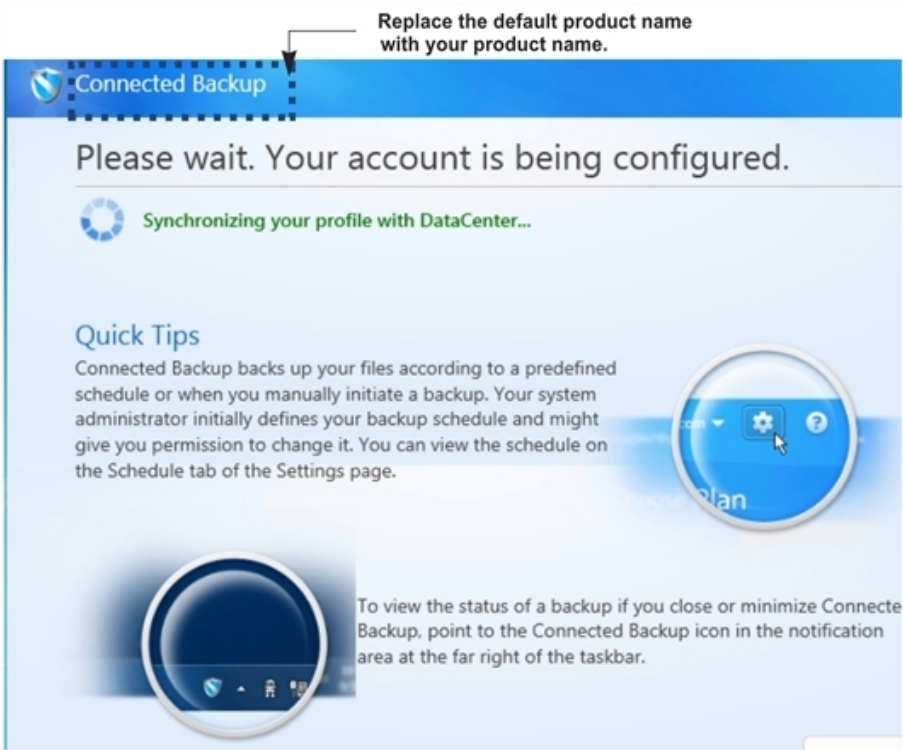 Replace the default product name
with your product name.
Connected Backup
Please wait. Your account is being configured.
Synchronizing your profile with DataCenter...
Quick Tips
Connected Backup backs up your files according to a predefined
schedule or when you manually initiate a backup. Your system
administrator initially defines your backup schedule and might
give you permission to change it. You can view the schedule on
the Schedule tab of the Settings page.
com
?
Plan
To view the status of a backup if you close or minimize Connecte
Backup, point to the Connected Backup icon in the notification
area at the far right of the taskbar.